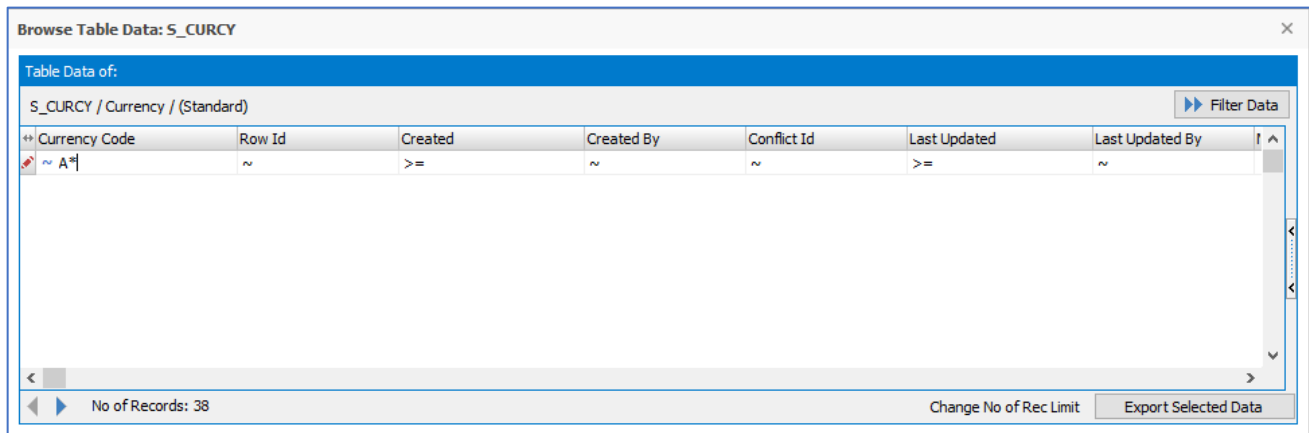 Browse Table Data: S_CURCY
Table Data of:
S_CURCY / Currency / (Standard) Filter Data
Currency Code Row Id Created Created By Conflict Id Last Updated Last Updated By
~ A* ~ >= ~ ~ >= ~
No of Records: 38 Change No of Rec Limit Export Selected Data